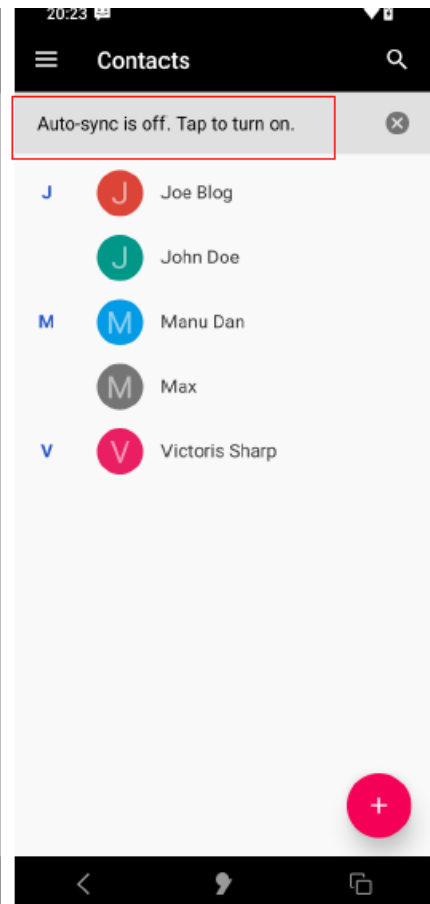 20:23
Contacts
Auto-sync is off. Tap to turn on.
J
J
Joe Blog
J
John Doe
M
M
Manu Dan
M
Max
V
V
Victoris Sharp